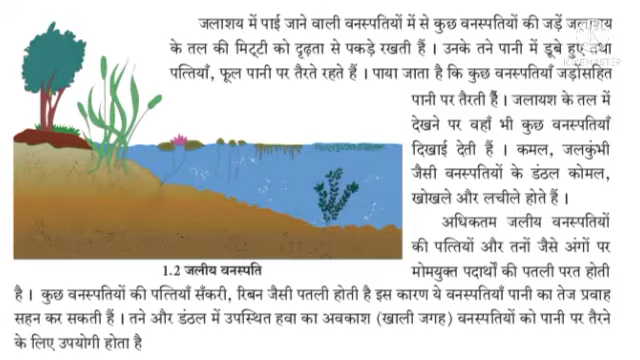 जलाशय में पाई जाने वाली वनस्पतियों में से कुछ वनस्पतियों की जड़ें जलाशय
के तल की मिट्टी को दृढ़ता से पकड़े रखती हैं । उनके तने पानी में डूबे हुए तथा
पत्तियाँ, फूल पानी पर तैरते रहते हैं । पाया जाता है कि कुछ वनस्पतियाँ जड़ोंसहित
पानी पर तैरती हैं । जलायश के तल में
देखने पर वहाँ भी कुछ वनस्पतियाँ
दिखाई देती हैं । कमल, जलकुंभी
जैसी वनस्पतियों के डंठल कोमल,
खोखले और लचीले होते हैं ।
अधिकतम जलीय वनस्पतियों
की पत्तियों और तनों जैसे अंगों पर
मोमयुक्त पदार्थों की पतली परत होती
1.2 जलीय वनस्पति
है । कुछ वनस्पतियों की पत्तियाँ सँकरी, रिबन जैसी पतली होती है इस कारण ये वनस्पतियाँ पानी का तेज प्रवाह
सहन कर सकती हैं । तने और डंठल में उपस्थित हवा का अवकाश (खाली जगह) वनस्पतियों को पानी पर तैरने
के लिए उपयोगी होता है